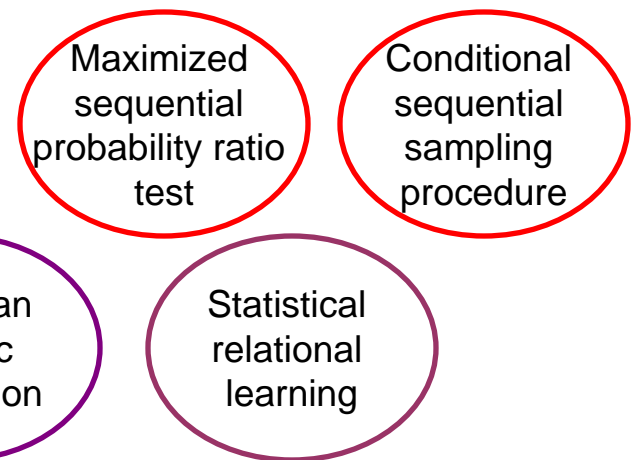 Maximized
sequential
probability ratio
test
Conditional
sequential
sampling
procedure
Statistical
relational
learning